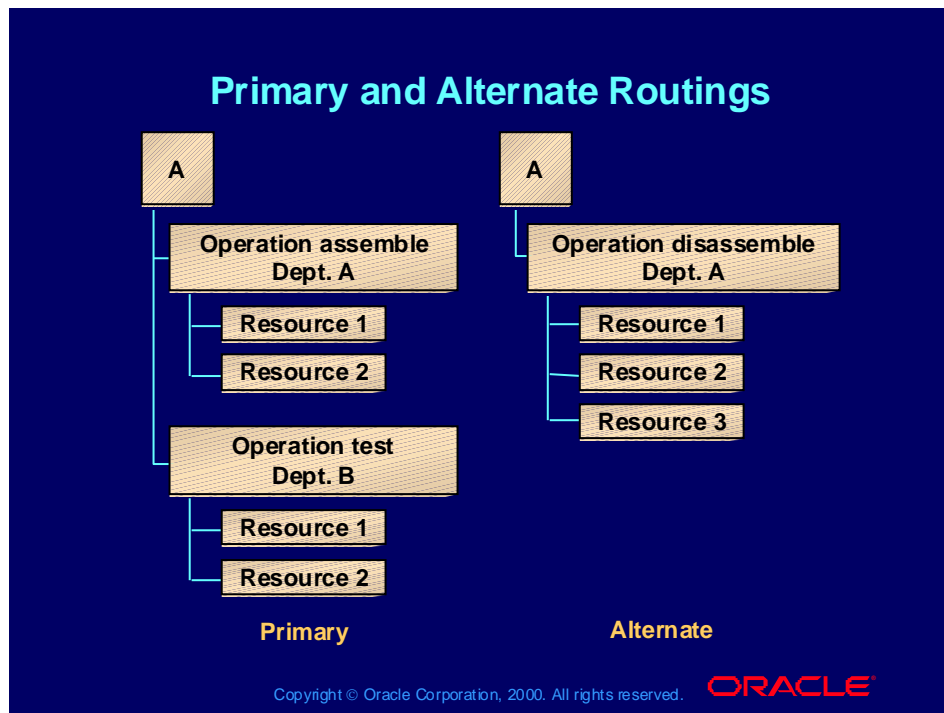 Primary and Alternate Routings
A
Operation assemble
Dept. A
Resource 1
Resource 2
Operation test
Dept. B
Resource 1
Resource 2
Primary
A
Operation disassemble
Dept. A
Resource 1
Resource 2
Resource 3
Alternate
Copyright © Oracle Corporation, 2000. All rights reserved.
ORACLE®